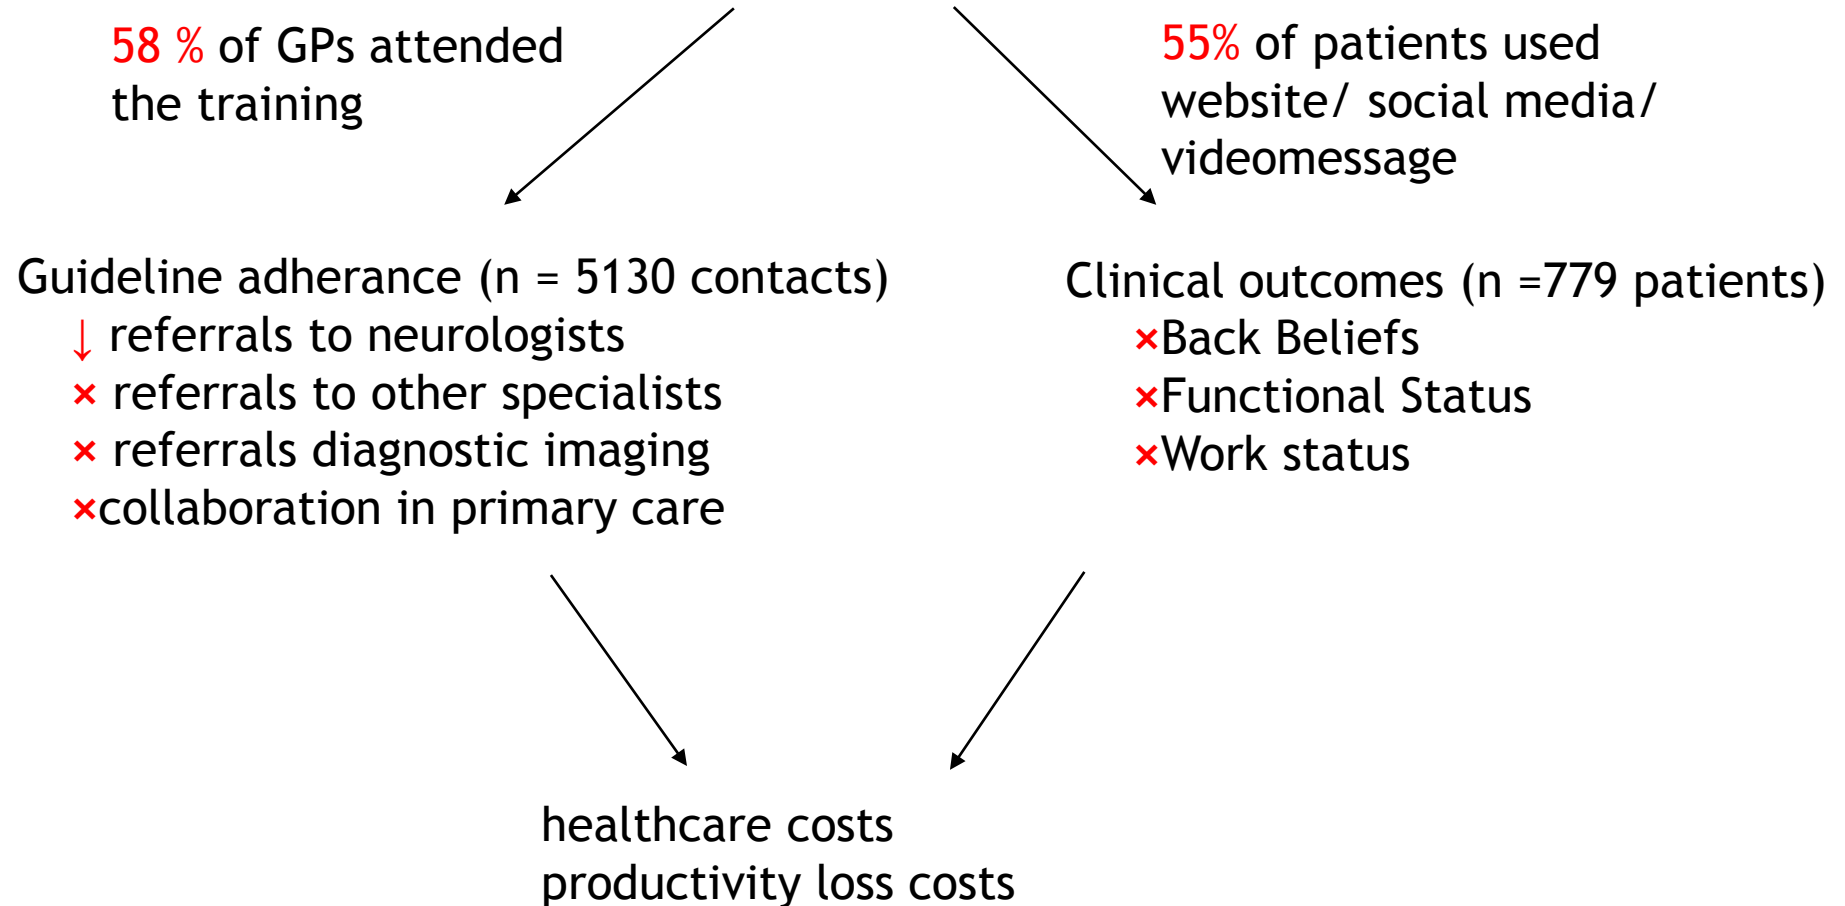 58 % of GPs attended
the training
55% of patients used
website/ social media/
videomessage
Guideline adherance (n = 5130 contacts)
↓ referrals to neurologists
× referrals to other specialists
× referrals diagnostic imaging
×collaboration in primary care
Clinical outcomes (n =779 patients)
×Back Beliefs
×Functional Status
×Work status
healthcare costs
productivity loss costs